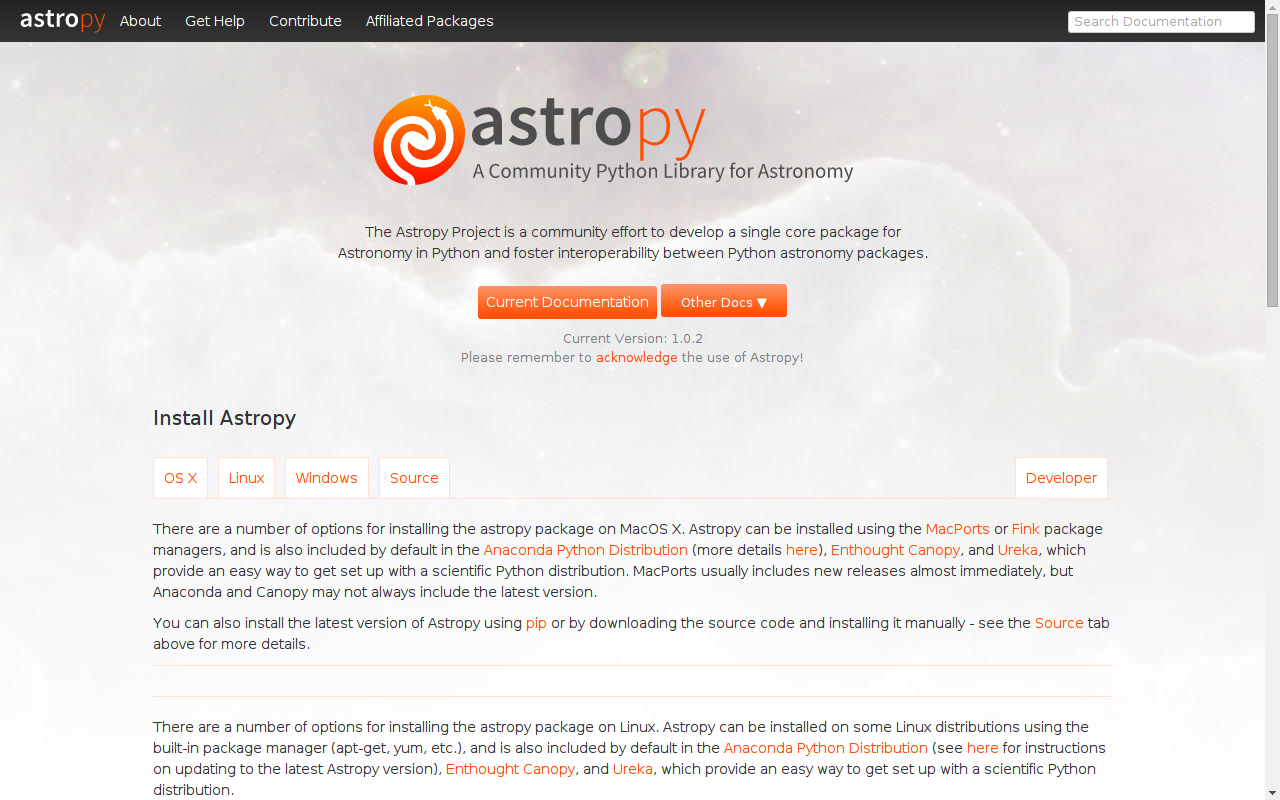 astropy About Get Help Contribute Affiliated Packages Search Documentation
astropy
A Community Python Library for Astronomy
The Astropy Project is a community effort to develop a single core package for
Astronomy in Python and foster interoperability between Python astronomy packages.
Current Documentation Other Docs ▼
Current Version: 1.0.2
Please remember to acknowledge the use of Astropy!
Install Astropy
OS X Linux Windows Source Developer
There are a number of options for installing the astropy package on MacOS X. Astropy can be installed using the MacPorts or Fink package
managers, and is also included by default in the Anaconda Python Distribution (more details here), Enthought Canopy, and Ureka, which
provide an easy way to get set up with a scientific Python distribution. MacPorts usually includes new releases almost immediately, but
Anaconda and Canopy may not always include the latest version.
You can also install the latest version of Astropy using pip or by downloading the source code and installing it manually - see the Source tab
above for more details.
There are a number of options for installing the astropy package on Linux. Astropy can be installed on some Linux distributions using the
built-in package manager (apt-get, yum, etc.), and is also included by default in the Anaconda Python Distribution (see here for instructions
on updating to the latest Astropy version), Enthought Canopy, and Ureka, which provide an easy way to get set up with a scientific Python
distribution.